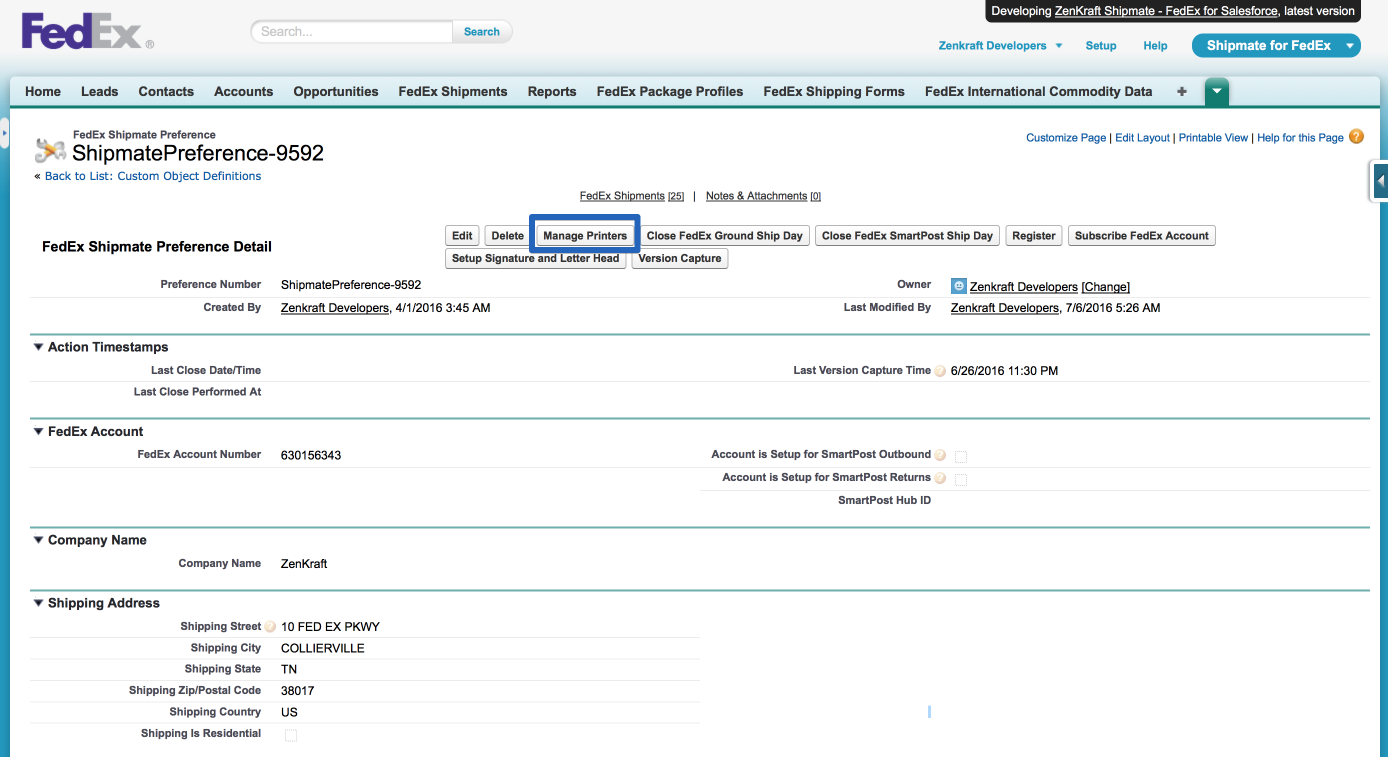 Developing ZenKraft Shipmate - FedEx for Salesforce, latest version
FedEx®
Search...
Search
Zenkraft Developers
Setup
Help
Shipmate for FedEx
Home Leads Contacts Accounts Opportunities FedEx Shipments Reports FedEx Package Profiles FedEx Shipping Forms FedEx International Commodity Data +
FedEx Shipmate Preference
ShipmatePreference-9592
Customize Page | Edit Layout | Printable View | Help for this Page ?
« Back to List: Custom Object Definitions
FedEx Shipments [25] | Notes & Attachments [0]
FedEx Shipmate Preference Detail
Edit Delete Manage Printers Close FedEx Ground Ship Day Close FedEx SmartPost Ship Day Register Subscribe FedEx Account
Setup Signature and Letter Head Version Capture
Preference Number ShipmatePreference-9592 Owner Zenkraft Developers [Change]
Created By Zenkraft Developers, 4/1/2016 3:45 AM Last Modified By Zenkraft Developers, 7/6/2016 5:26 AM
Action Timestamps
Last Close Date/Time Last Version Capture Time ? 6/26/2016 11:30 PM
Last Close Performed At
FedEx Account
FedEx Account Number 630156343 Account is Setup for SmartPost Outbound ?
Account is Setup for SmartPost Returns ?
SmartPost Hub ID
Company Name
Company Name ZenKraft
Shipping Address
Shipping Street ? 10 FED EX PKWY
Shipping City COLLIERVILLE
Shipping State TN
Shipping Zip/Postal Code 38017
Shipping Country US
Shipping Is Residential